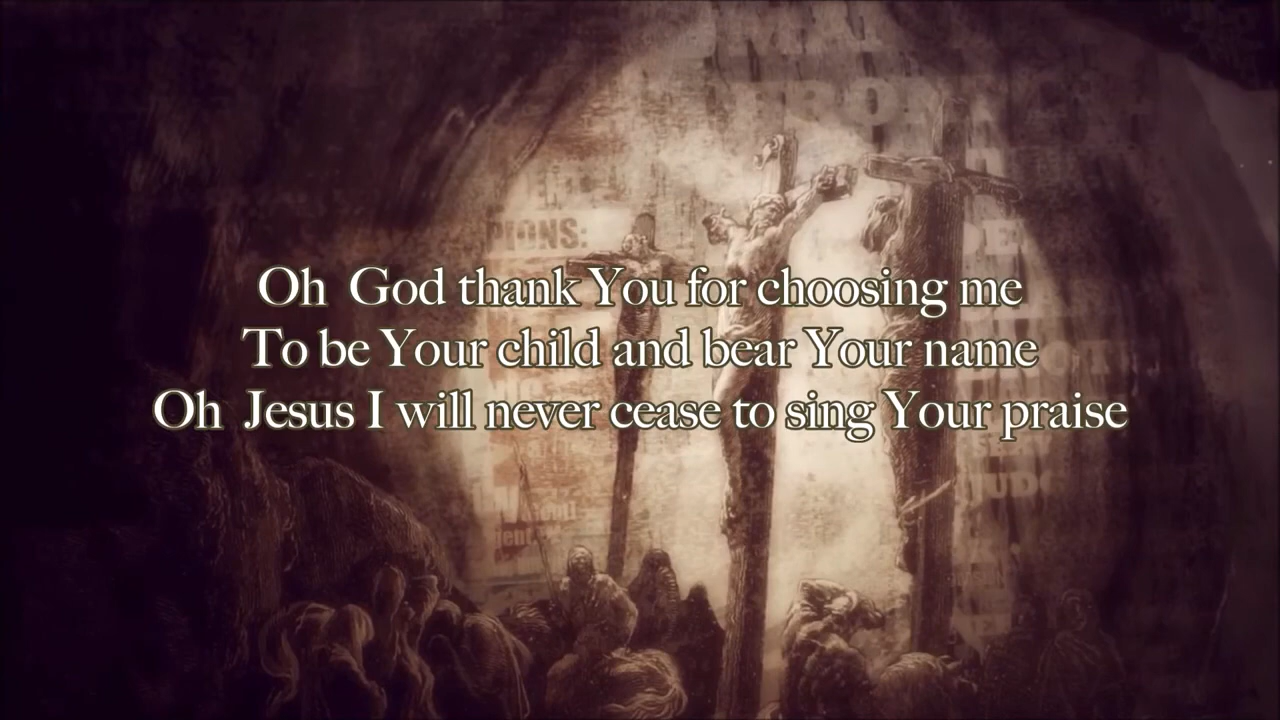 PIONS:
Oh God thank You for choosing me
To be Your child and bear Your name
Oh Jesus I will never cease to sing Your praise